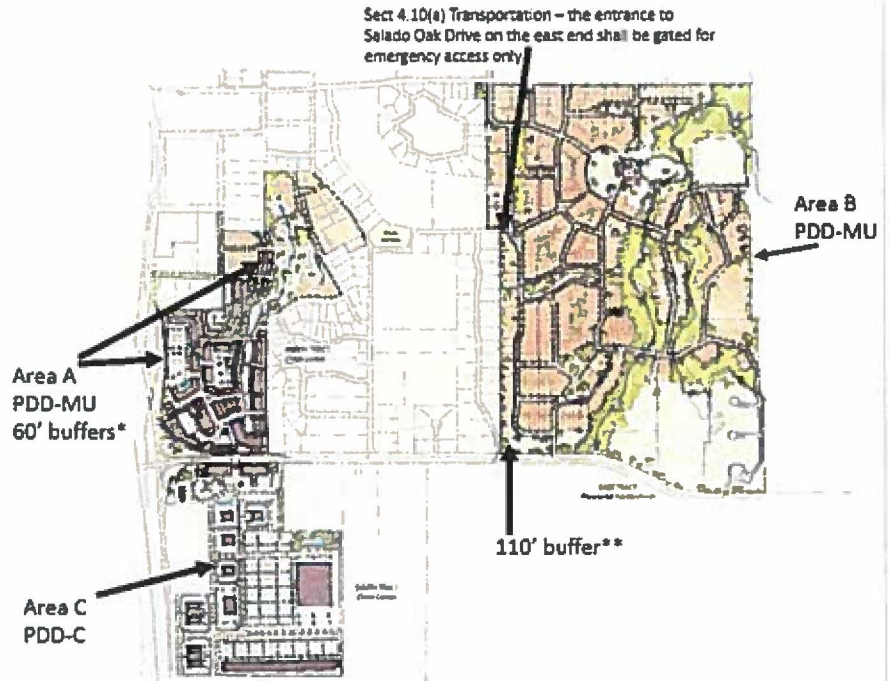 Sect 4.10(a) Transportation – the entrance to
Salado Oak Drive on the east end shall be gated for
emergency access only
Area B
PDD-MU
Area A
PDD-MU
60' buffers*
110' buffer**
Area C
PDD-C